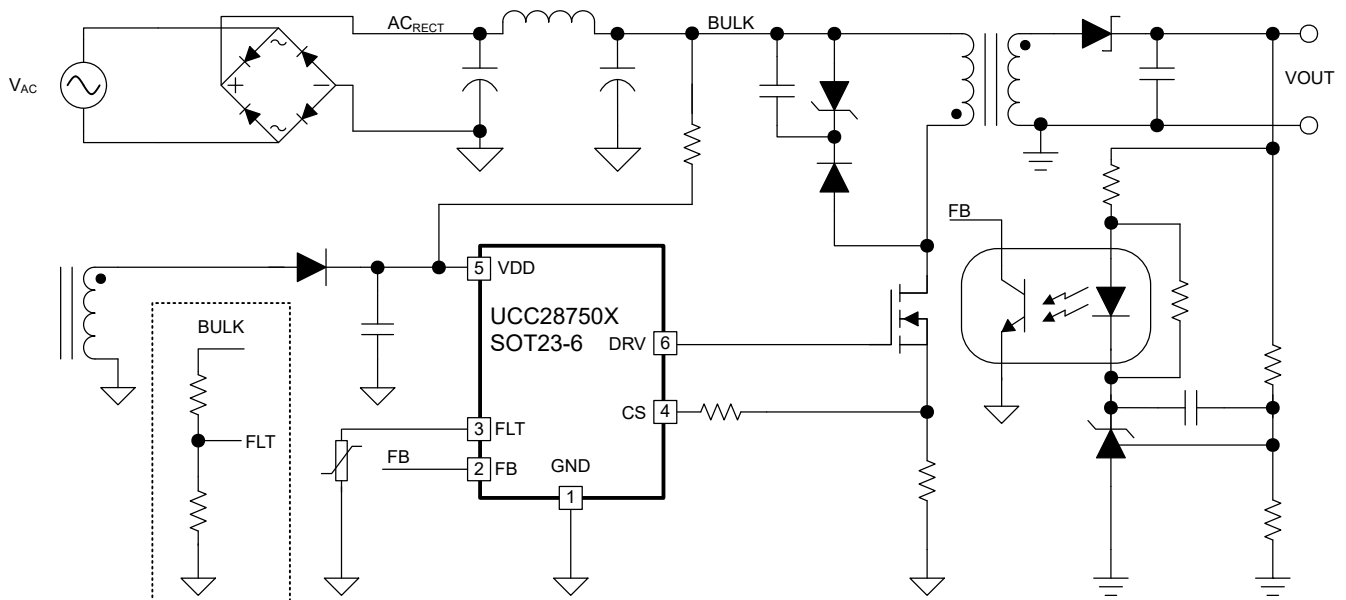 AC_RECT
BULK
V_AC
~
+
−
~
VOUT
FB
5
VDD
UCC28750X
SOT23-6
DRV
6
BULK
CS
4
3
FLT
FLT
FB
2
FB
GND
1